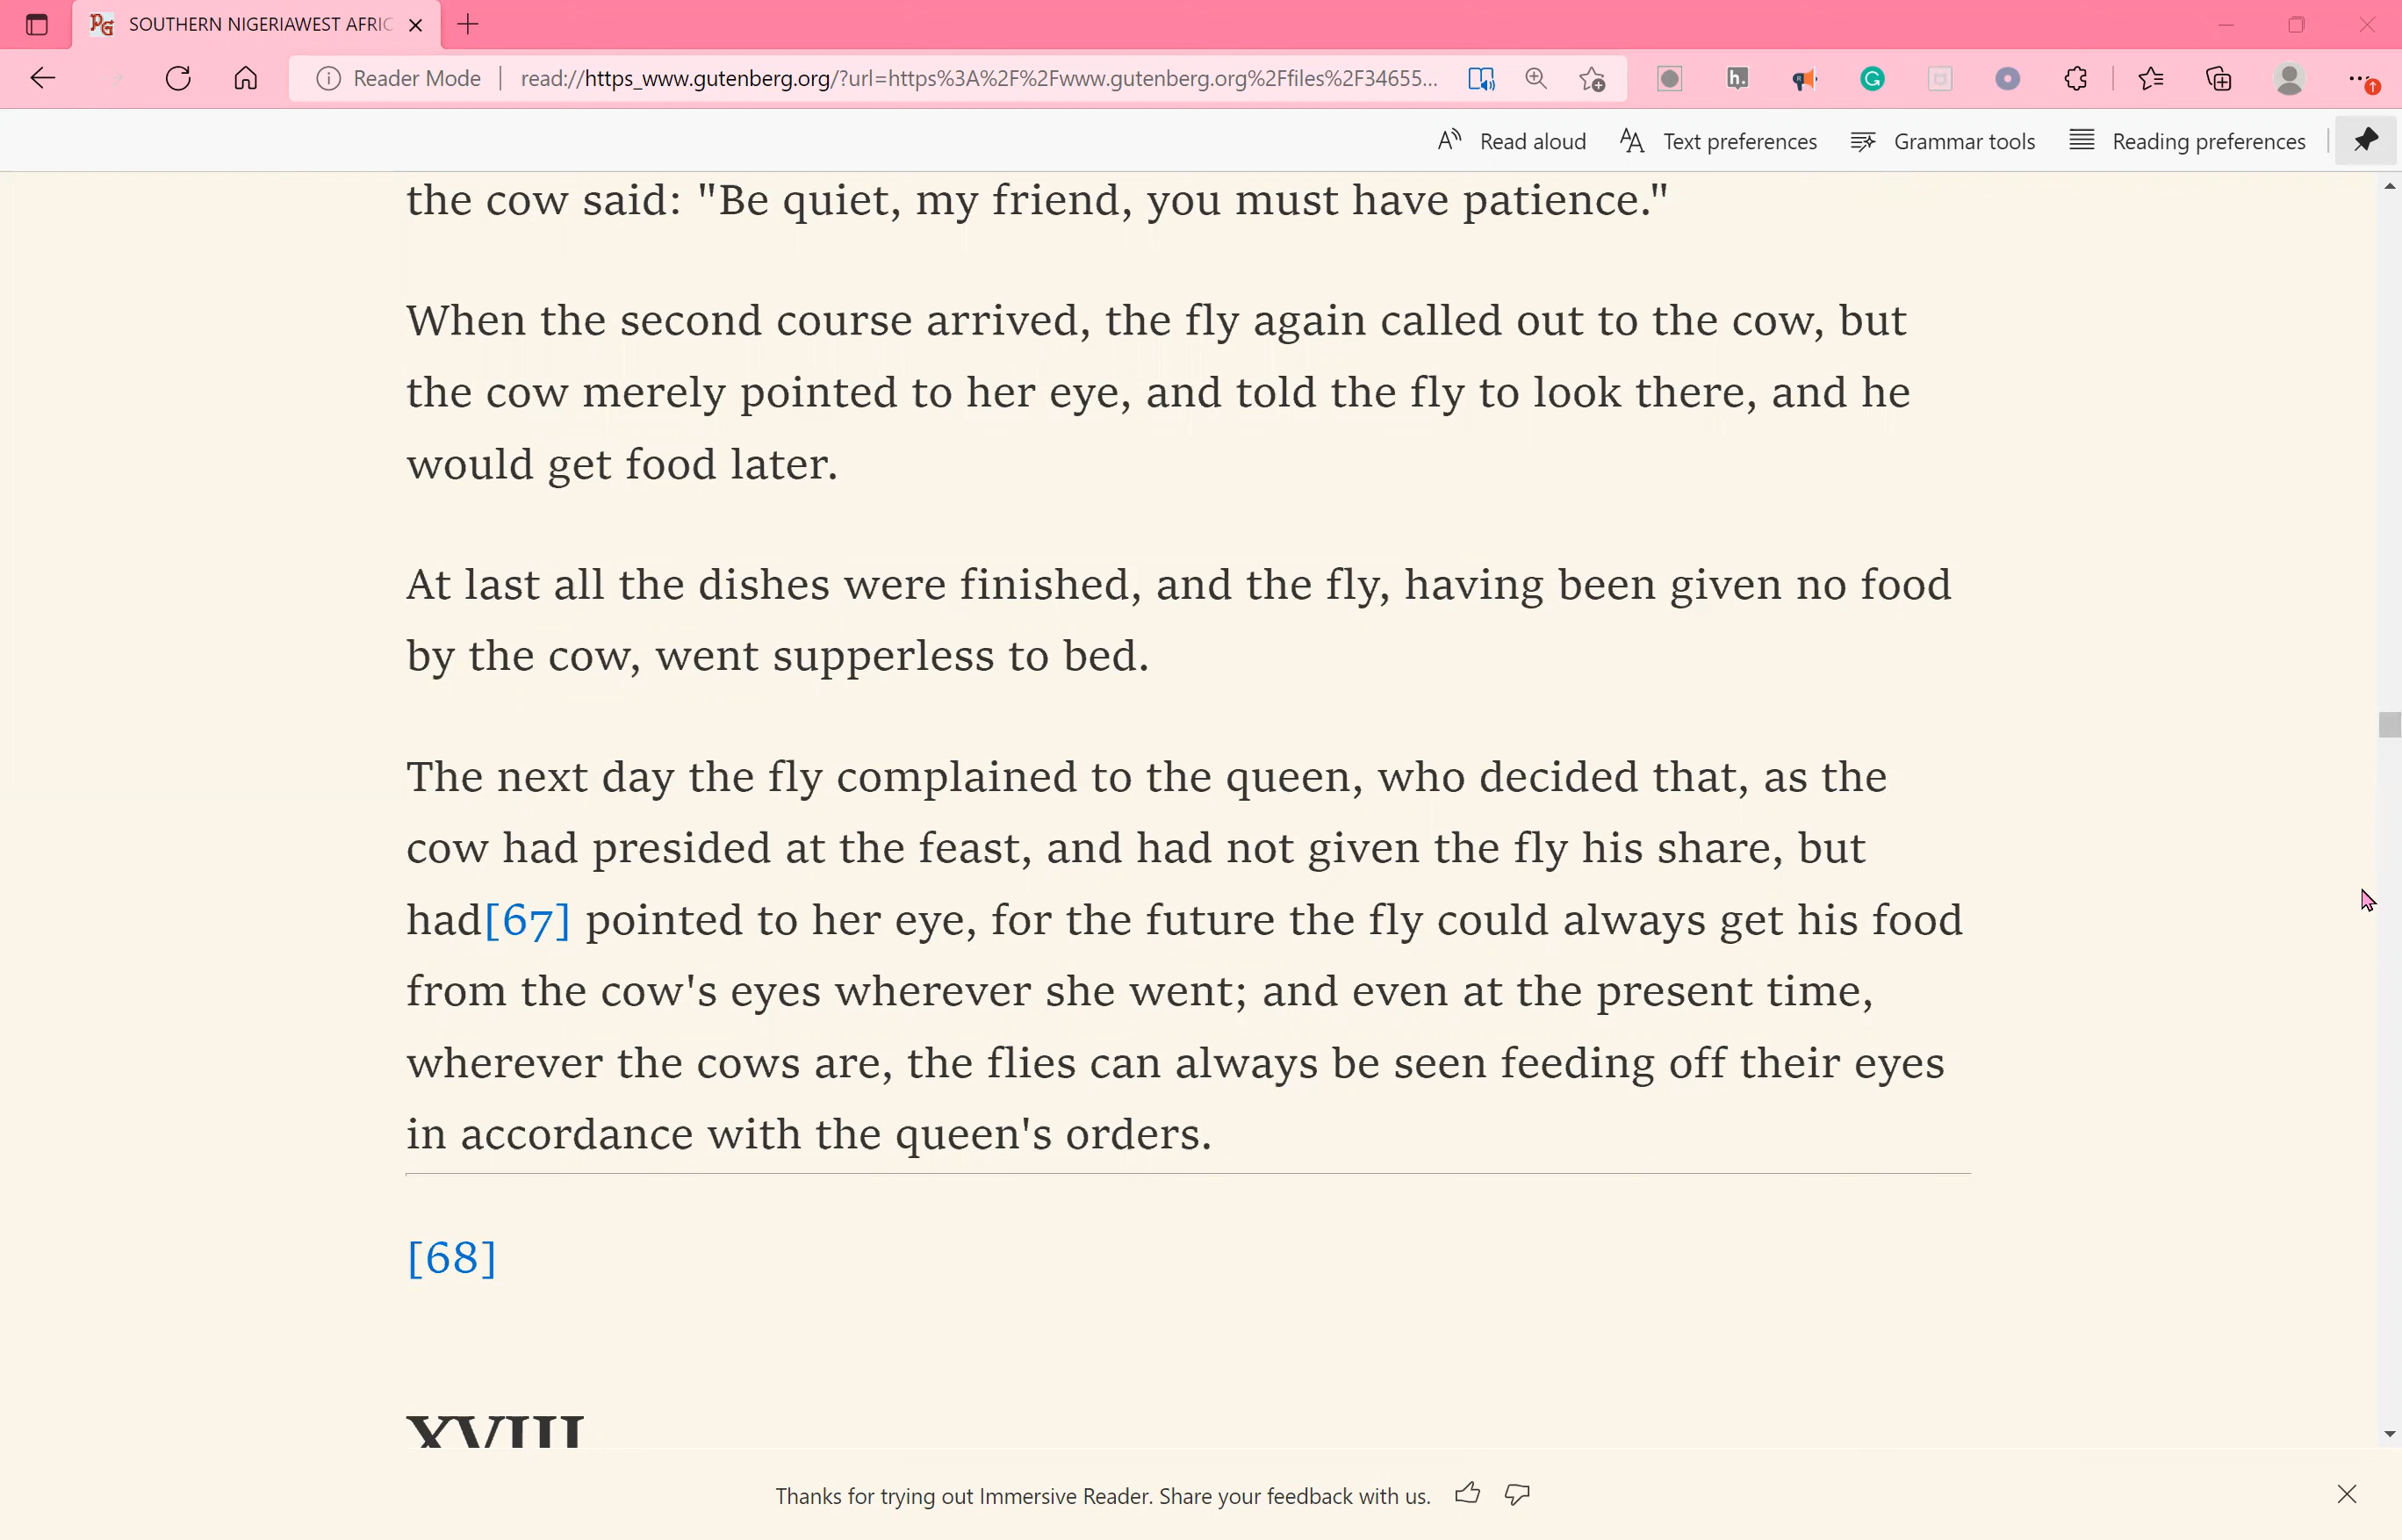 SOUTHERN NIGERIAWEST AFRIC
Reader Mode
read://https_www.gutenberg.org/?url=https%3A%2F%2Fwww.gutenberg.org%2Ffiles%2F34655...
h.
Read aloud
Text preferences
Grammar tools
Reading preferences
the cow said: "Be quiet, my friend, you must have patience."
When the second course arrived, the fly again called out to the cow, but
the cow merely pointed to her eye, and told the fly to look there, and he
would get food later.
At last all the dishes were finished, and the fly, having been given no food
by the cow, went supperless to bed.
The next day the fly complained to the queen, who decided that, as the
cow had presided at the feast, and had not given the fly his share, but
had[67] pointed to her eye, for the future the fly could always get his food
from the cow's eyes wherever she went; and even at the present time,
wherever the cows are, the flies can always be seen feeding off their eyes
in accordance with the queen's orders.
[68]
XVIII
Thanks for trying out Immersive Reader. Share your feedback with us.